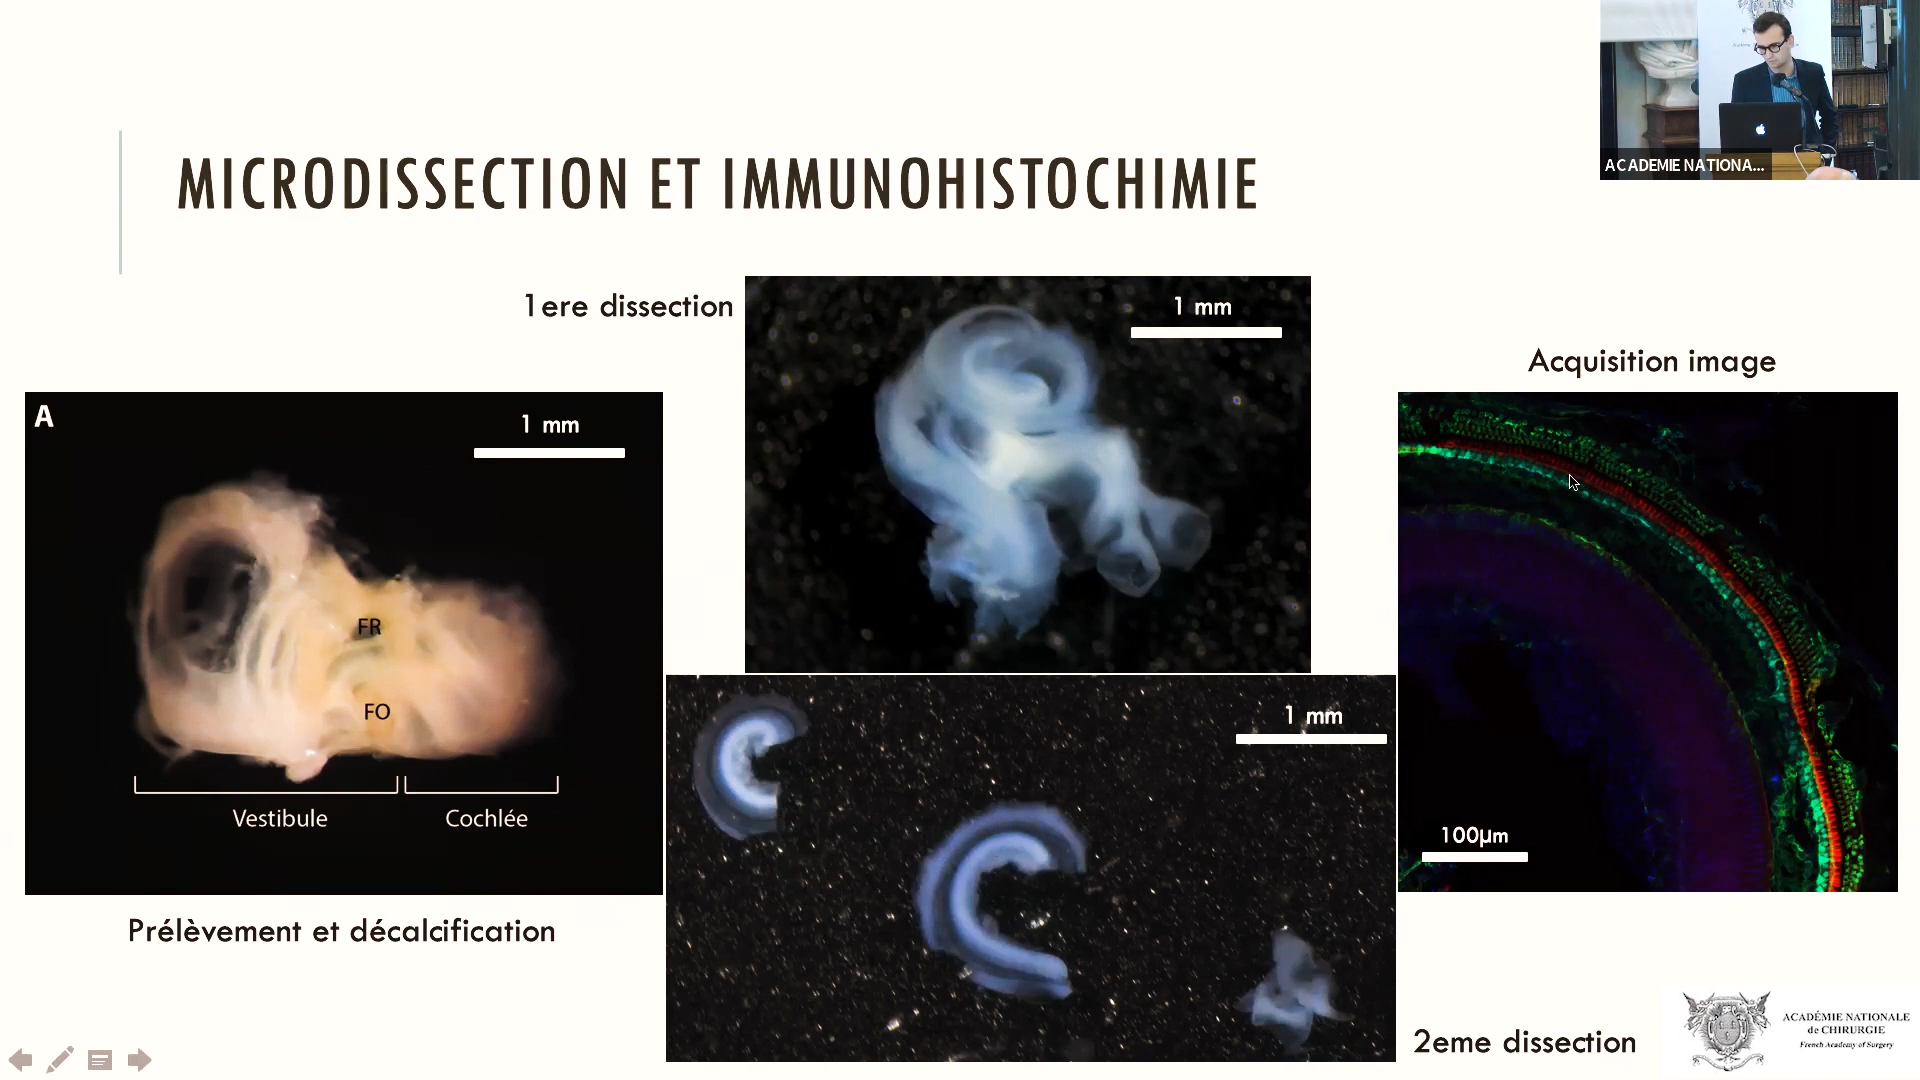 ACADEMIE NATIONA...
MICRODISSECTION ET IMMUNOHISTOCHIMIE
1ere dissection
1 mm
Acquisition image
A
1 mm
FR
FO
Vestibule
Cochlée
1 mm
100µm
Prélèvement et décalcification
2eme dissection
ACADÉMIE NATIONALE
de CHIRURGIE
French Academy of Surgery